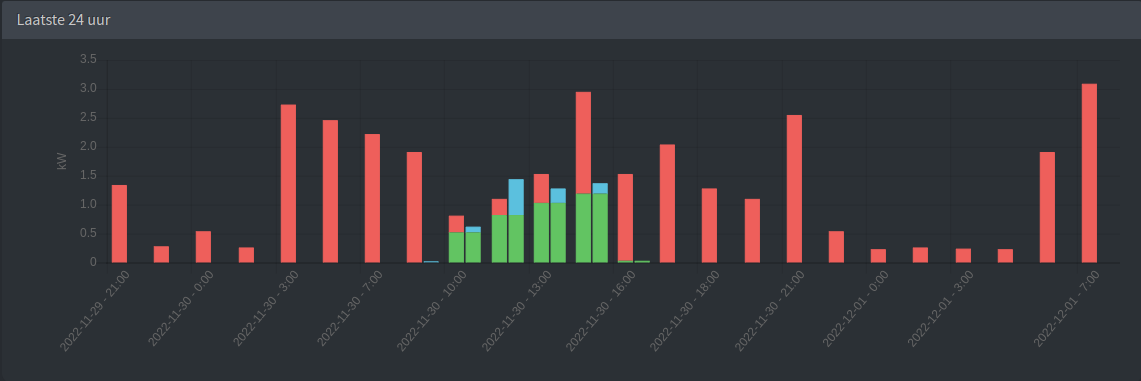 Laatste 24 uur
3.5
3.0
2.5
2.0
1.5
1.0
0.5
0
kW
2022-11-29 - 21:00
2022-11-30 - 0:00
2022-11-30 - 3:00
2022-11-30 - 7:00
2022-11-30 - 10:00
2022-11-30 - 13:00
2022-11-30 - 16:00
2022-11-30 - 18:00
2022-11-30 - 21:00
2022-12-01 - 0:00
2022-12-01 - 3:00
2022-12-01 - 7:00